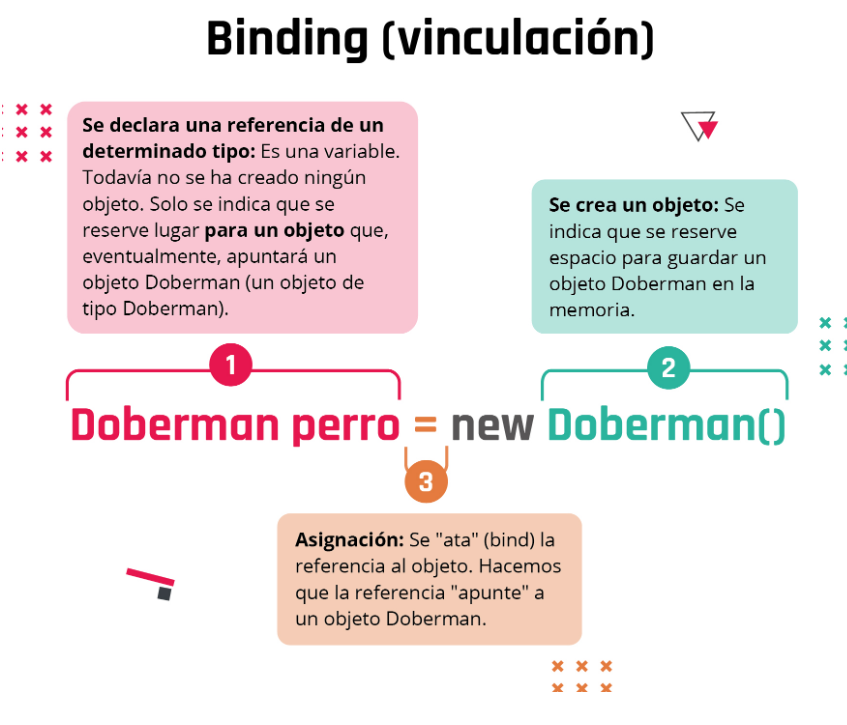 Binding (vinculación)
Se declara una referencia de un
determinado tipo: Es una variable.
Todavía no se ha creado ningún
objeto. Solo se indica que se
reserve lugar para un objeto que,
eventualmente, apuntará un
objeto Doberman (un objeto de
tipo Doberman).
Se crea un objeto: Se
indica que se reserve
espacio para guardar un
objeto Doberman en la
memoria.
1
2
Doberman perro = new Doberman()
3
Asignación: Se "ata" (bind) la
referencia al objeto. Hacemos
que la referencia "apunte" a
un objeto Doberman.